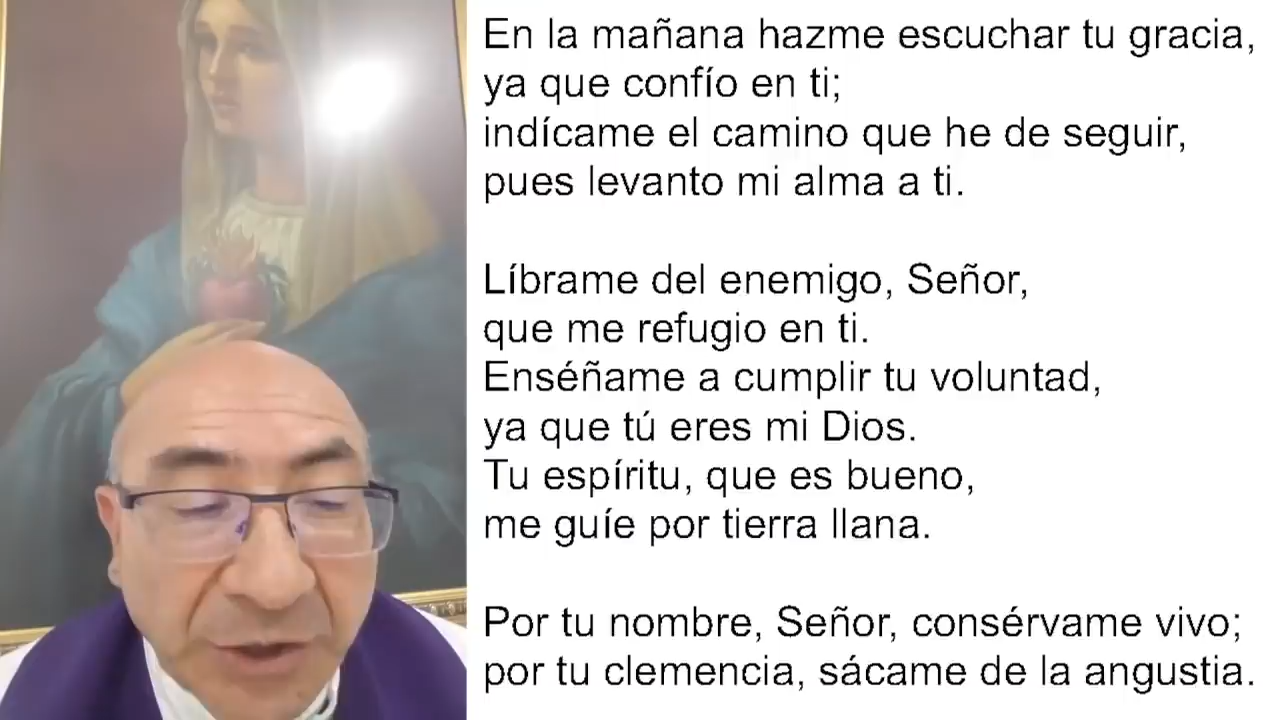 En la mañana hazme escuchar tu gracia,
ya que confío en ti;
indícame el camino que he de seguir,
pues levanto mi alma a ti.
Líbrame del enemigo, Señor,
que me refugio en ti.
Enséñame a cumplir tu voluntad,
ya que tú eres mi Dios.
Tu espíritu, que es bueno,
me guíe por tierra llana.
Por tu nombre, Señor, consérvame vivo;
por tu clemencia, sácame de la angustia.